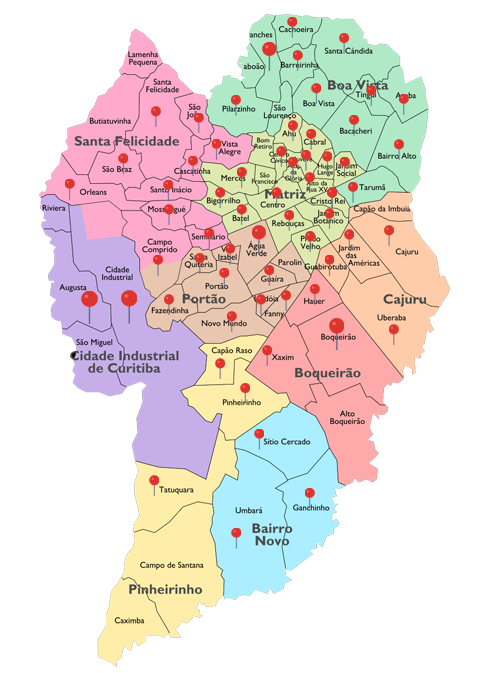 Cachoeira
anches
Santa Cândida
Lamenha
Pequena
aboão
Barreirinha
Santa
Felicidade
Boa Vista
Tingui
Atuba
Butiatuvinha
São
Jo
Pilarzinho
Boa Vista
São
Lourenço
Bacacheri
Ahú
Santa Felicidade
Vista
Alegre
Bom
Retiro
Cabral
Bairro Alto
São Braz
Cascatinha
Hugo
Lange
Jardim
Social
Mercês
São
Francisco
Alto da
Rua XV
Tarumã
Orleans
Santo Inácio
Matriz
Bigorrilho
Centro
Cristo Rei
Riviera
Mossunguê
Batel
Jardim
Botânico
Capão da Imbuia
Rebouças
Seminário
Campo
Comprido
Água
Verde
Prado
Velho
Jardim
das
Américas
Cajuru
Santa
Quitéria
Izabel
Parolin
Guabirotuba
Cidade
Industrial
Portão
Guaíra
Augusta
Portão
Hauer
Cajuru
Fazendinha
Lindóia
Fanny
Novo Mundo
Uberaba
São Miguel
Boqueirão
Cidade Industrial
de Curitiba
Capão Raso
Xaxim
Boqueirão
Pinheirinho
Alto
Boqueirão
Sítio Cercado
Tatuquara
Umbará
Ganchinho
Bairro
Novo
Campo de Santana
Pinheirinho
Caximba